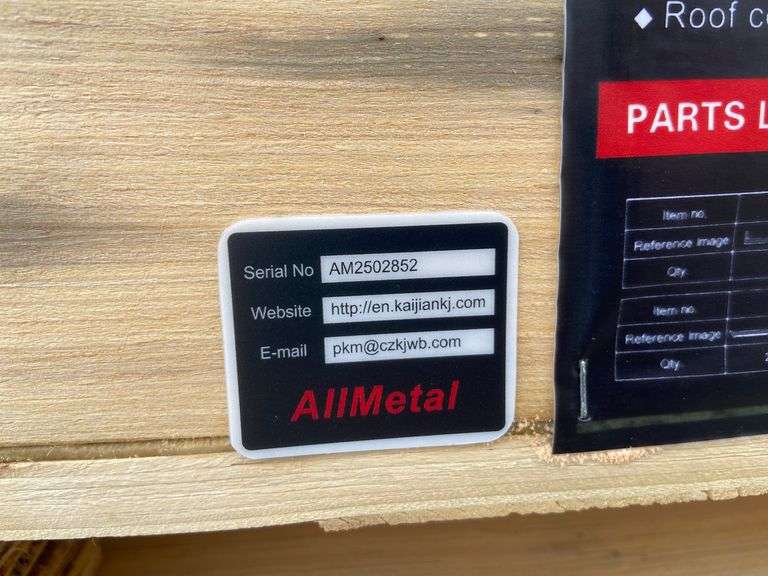 ◆ Roof
PARTS
Item no.
Reference image
Qty.
Item no.
Reference image
Qty.
Serial No AM2502852
Website http://en.kaijiankj.com
E-mail pkm@czkjwb.com
AllMetal